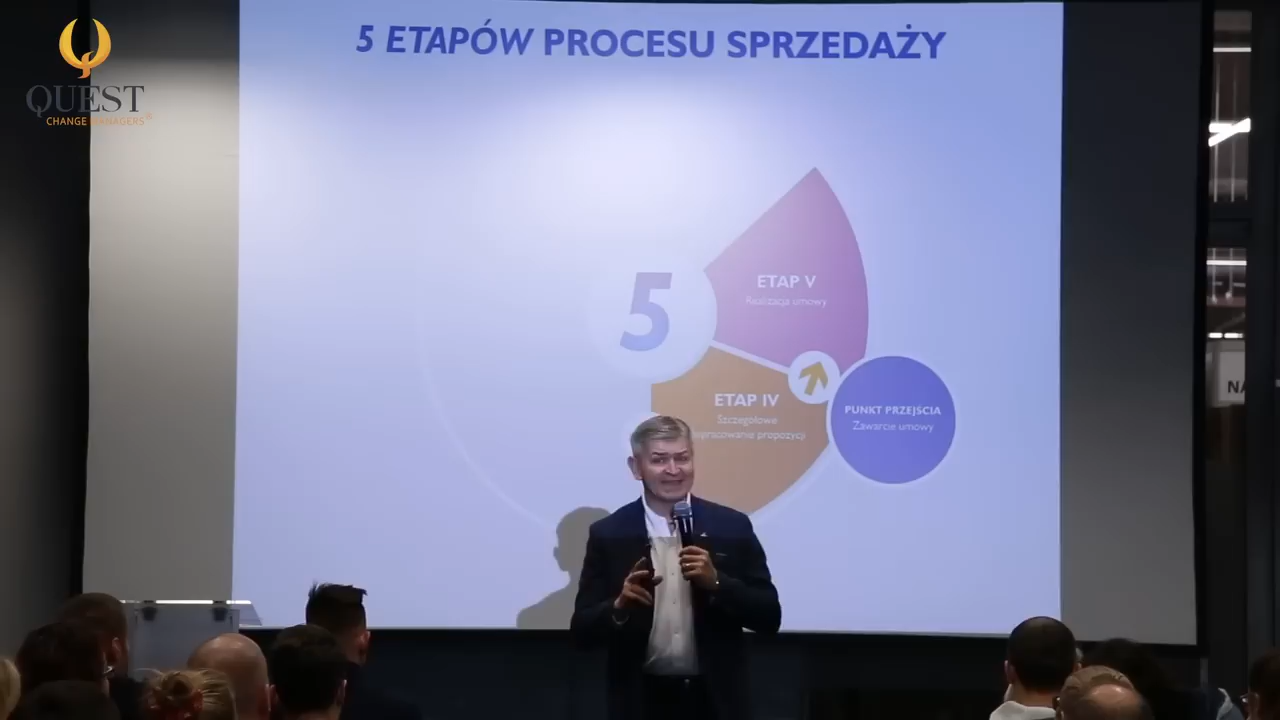 QUEST
CHANGE MANAGERS
5 ETAPÓW PROCESU SPRZEDAŻY
5
ETAP V
Realizacja umowy
ETAP IV
Szczegółowe
opracowanie propozycji
PUNKT PRZEJŚCIA
Zawarcie umowy
NA